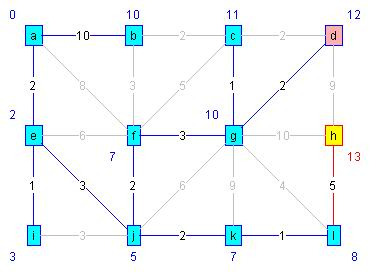 0 10 11 12
a 10 b 2 c 2 d
2 8 3 5 1 2 9
2 10
e 6 f 3 g 10 h
7 13
1 3 2 6 9 4 5
i 3 j 2 k 1 l
3 5 7 8